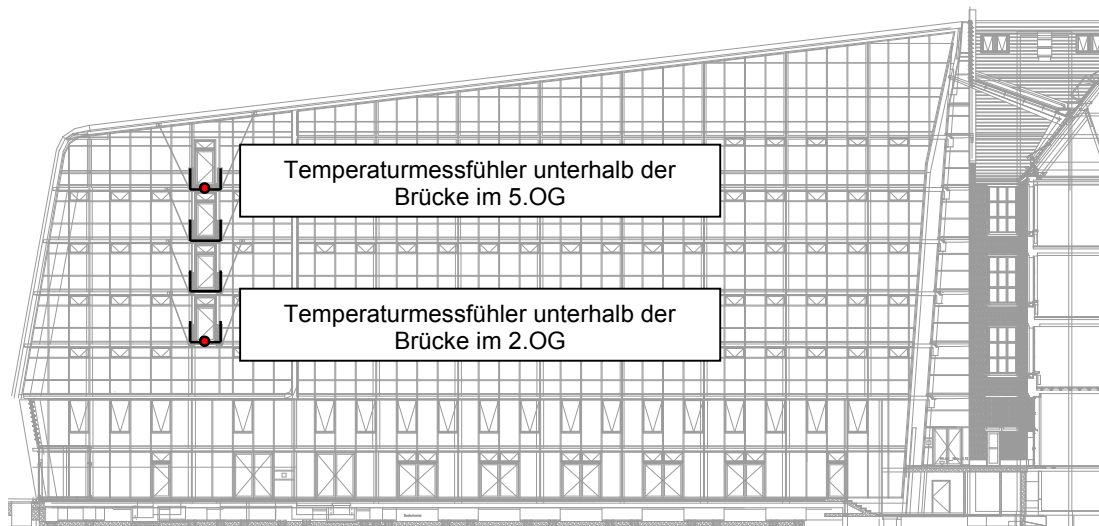 Temperaturmessfühler unterhalb der
Brücke im 5.OG
Temperaturmessfühler unterhalb der
Brücke im 2.OG